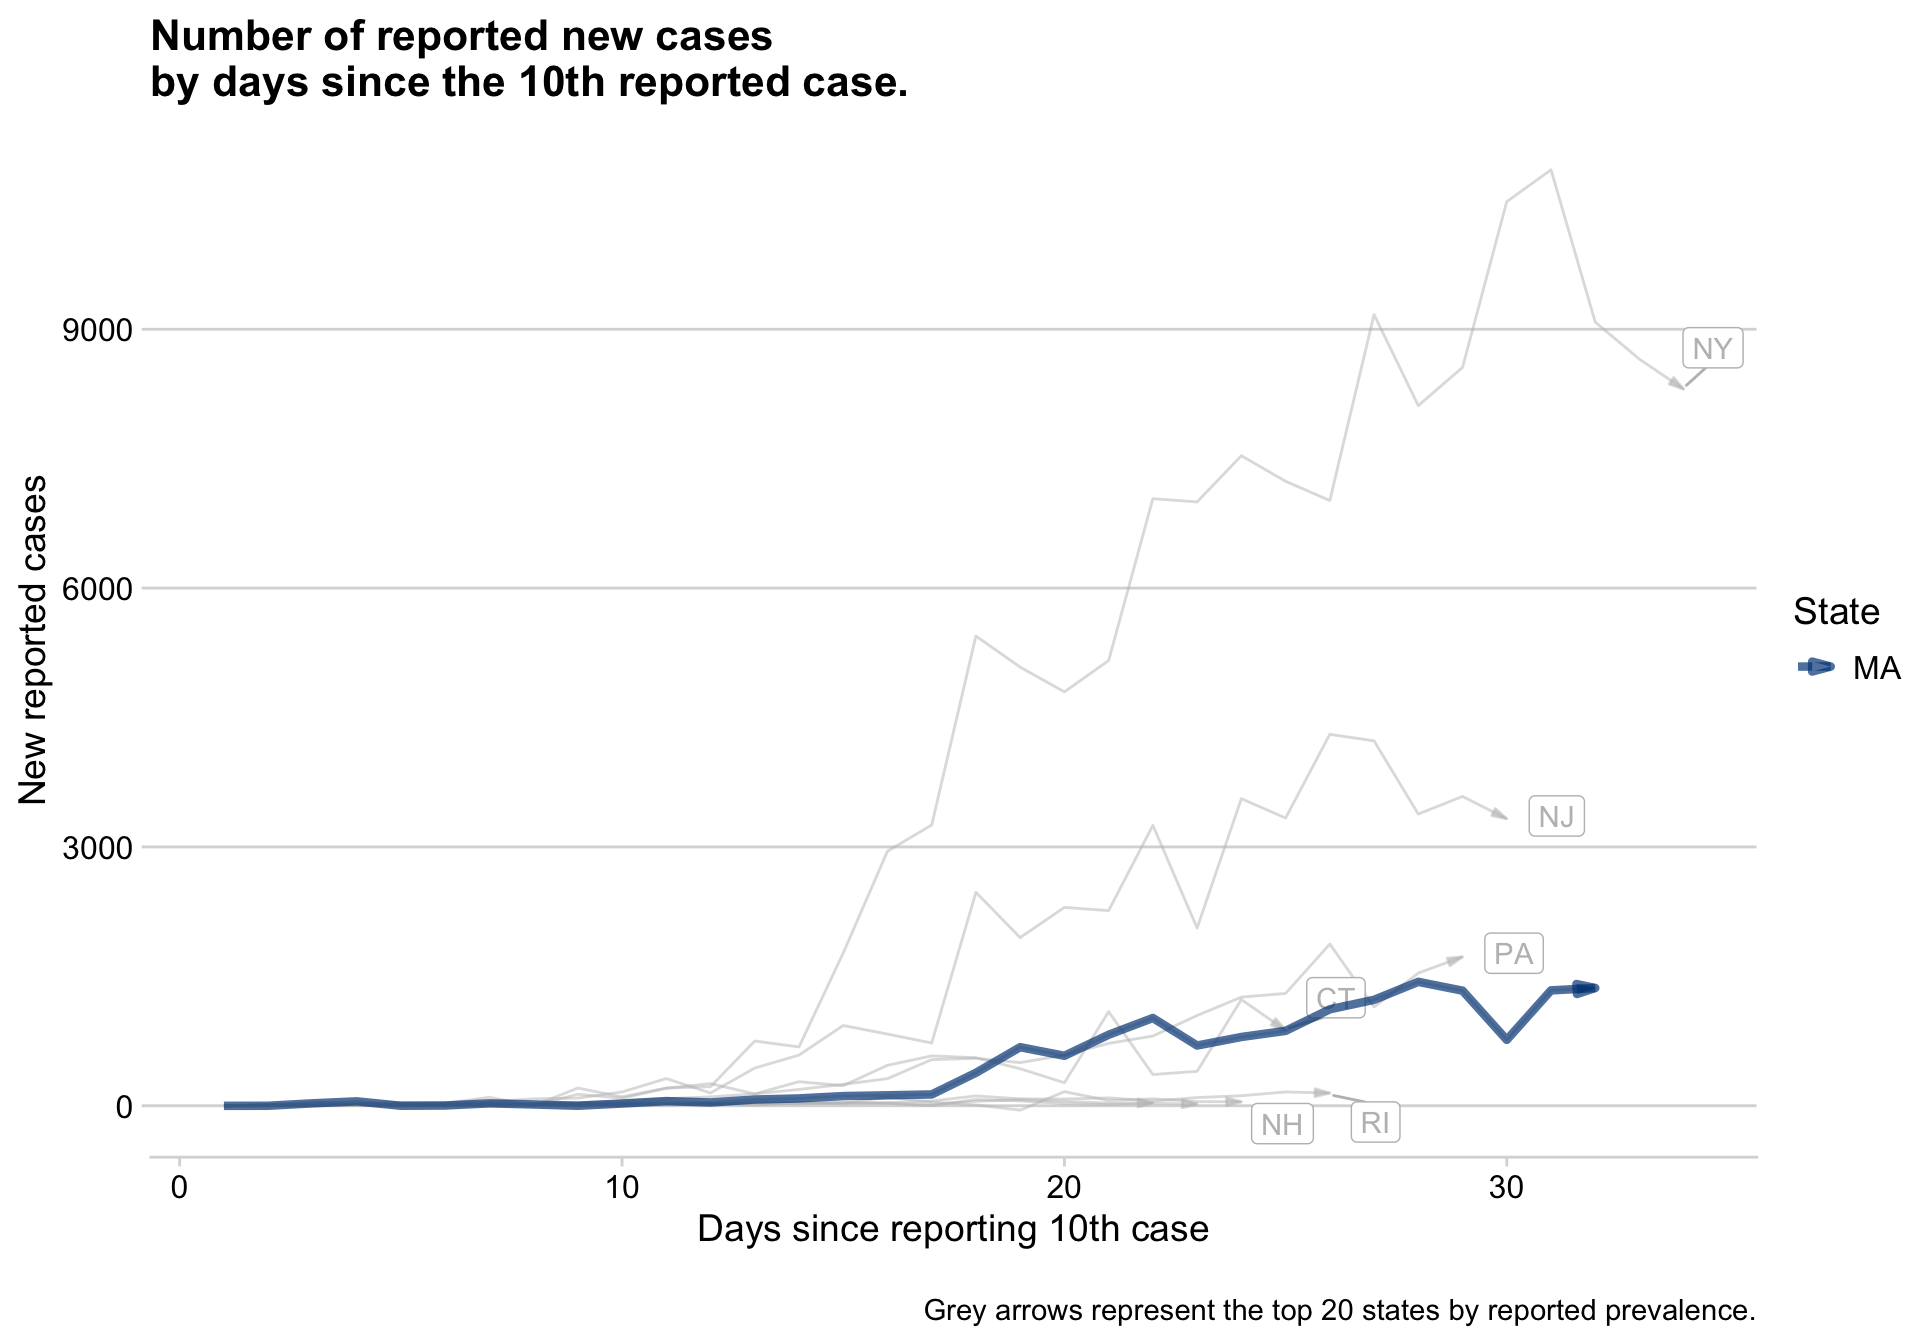 Number of reported new cases
by days since the 10th reported case.
New reported cases
9000
6000
3000
0
NY
NJ
PA
CT
NH
RI
State
MA
0
10
20
30
Days since reporting 10th case
Grey arrows represent the top 20 states by reported prevalence.